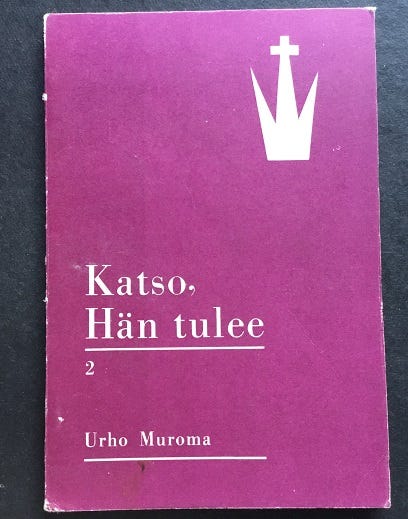 Katso,
Hän tulee
2
Urho Muroma